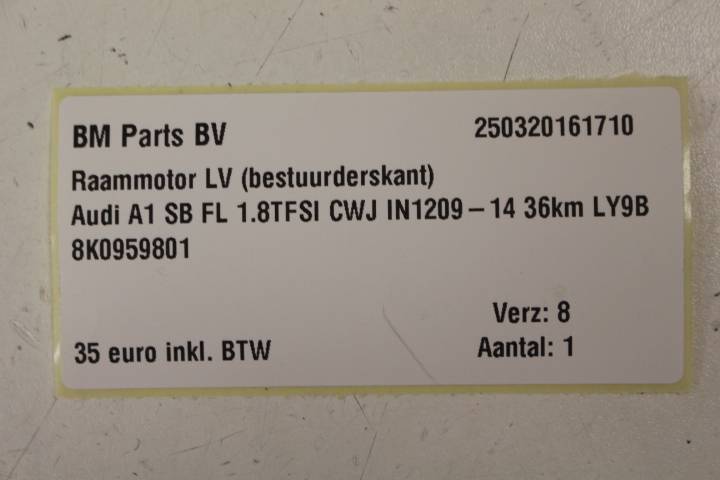 BM Parts BV 250320161710
Raammotor LV (bestuurderskant)
Audi A1 SB FL 1.8TFSI CWJ IN1209-14 36km LY9B
8K0959801
Verz: 8
35 euro inkl. BTW Aantal: 1